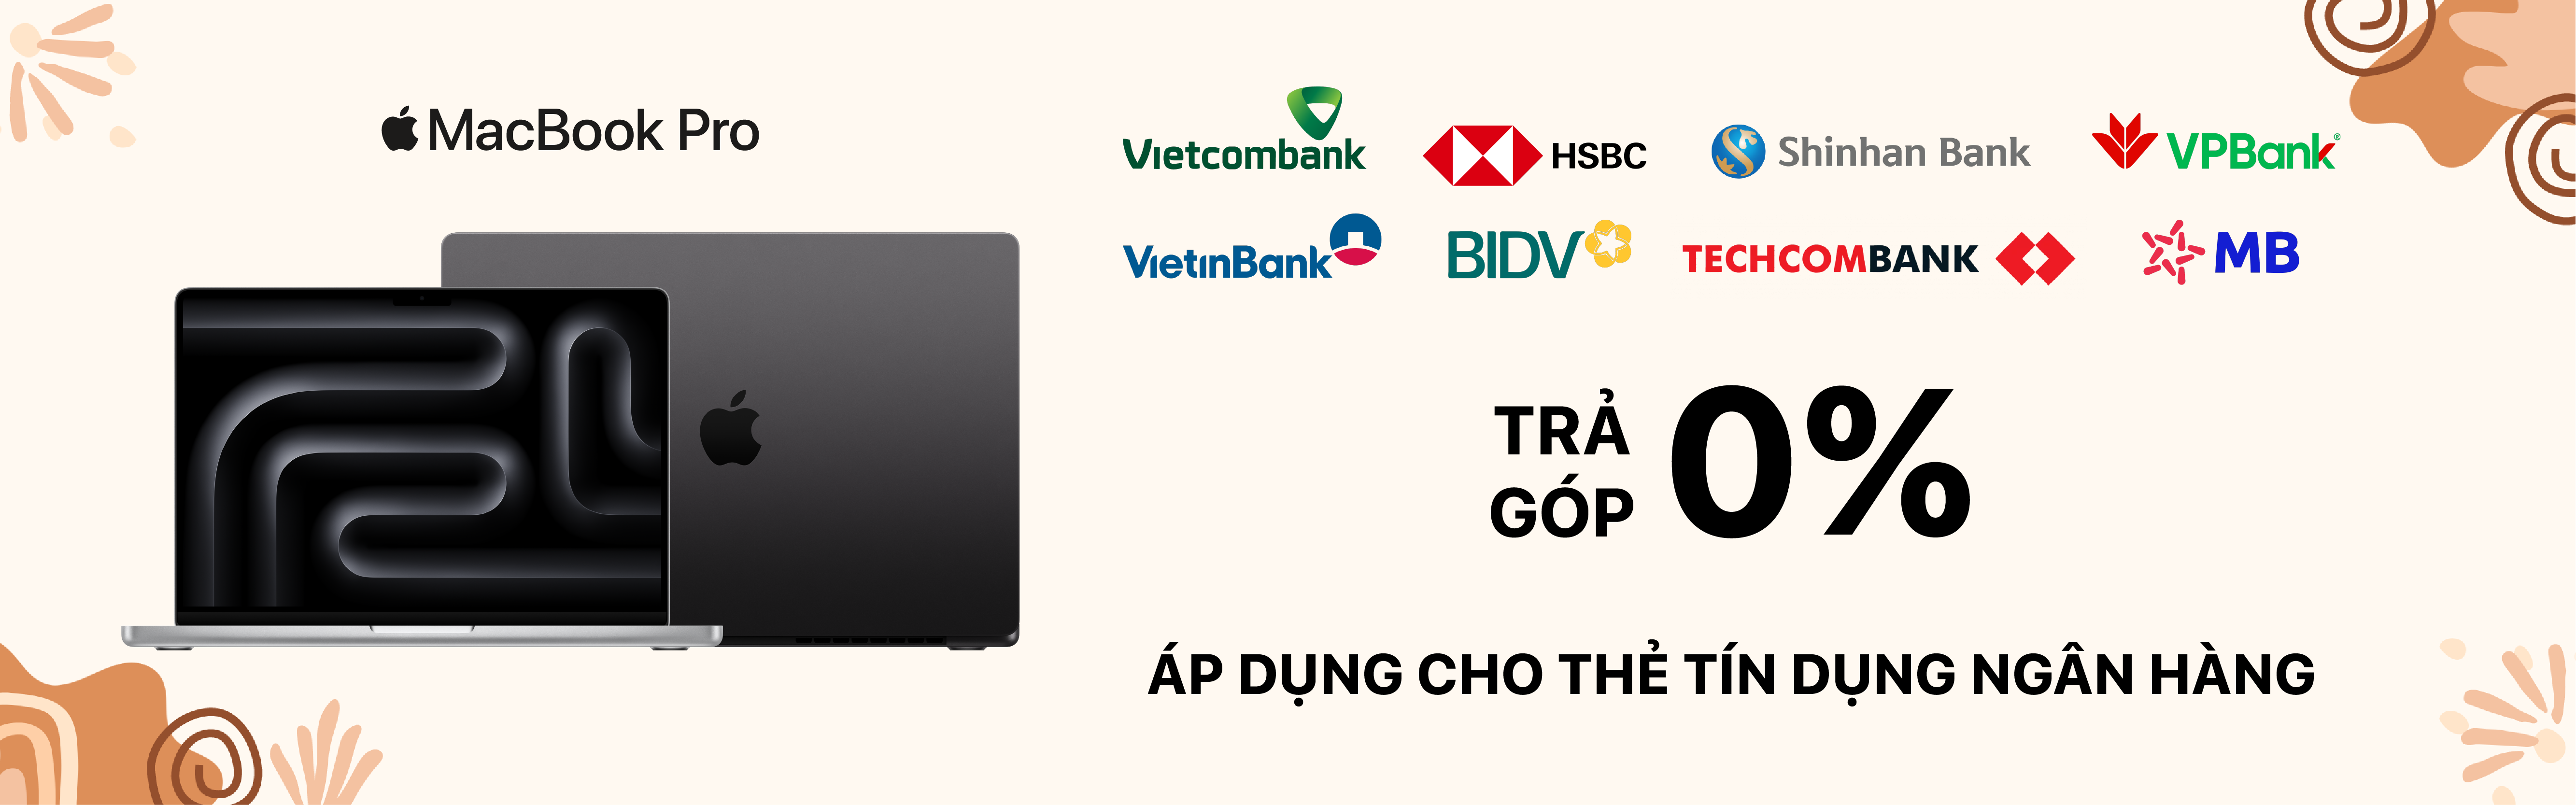 MacBook Pro
Vietcombank HSBC Shinhan Bank VPBank®
VietinBank BIDV TECHCOMBANK MB
TRẢ GÓP 0%
ÁP DỤNG CHO THẺ TÍN DỤNG NGÂN HÀNG